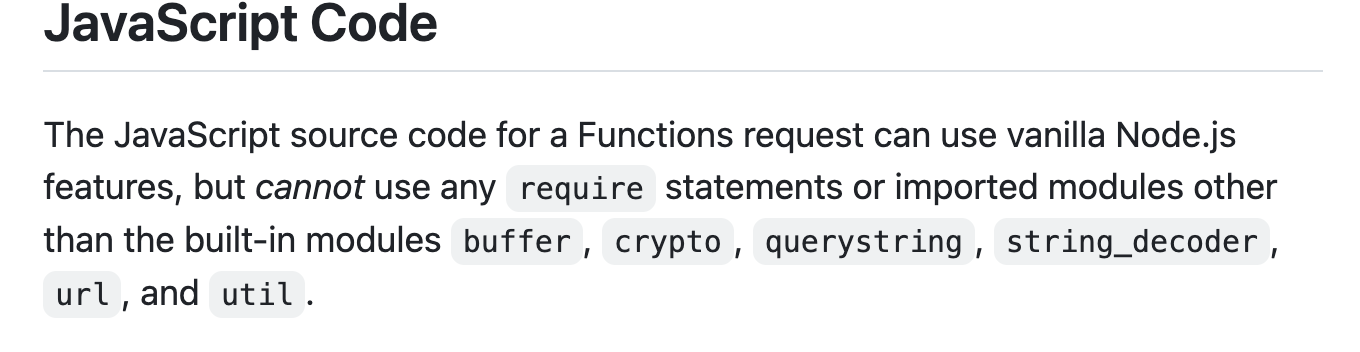 JavaScript Code
The JavaScript source code for a Functions request can use vanilla Node.js
features, but cannot use any require statements or imported modules other
than the built-in modules buffer, crypto, querystring, string_decoder,
url, and util.